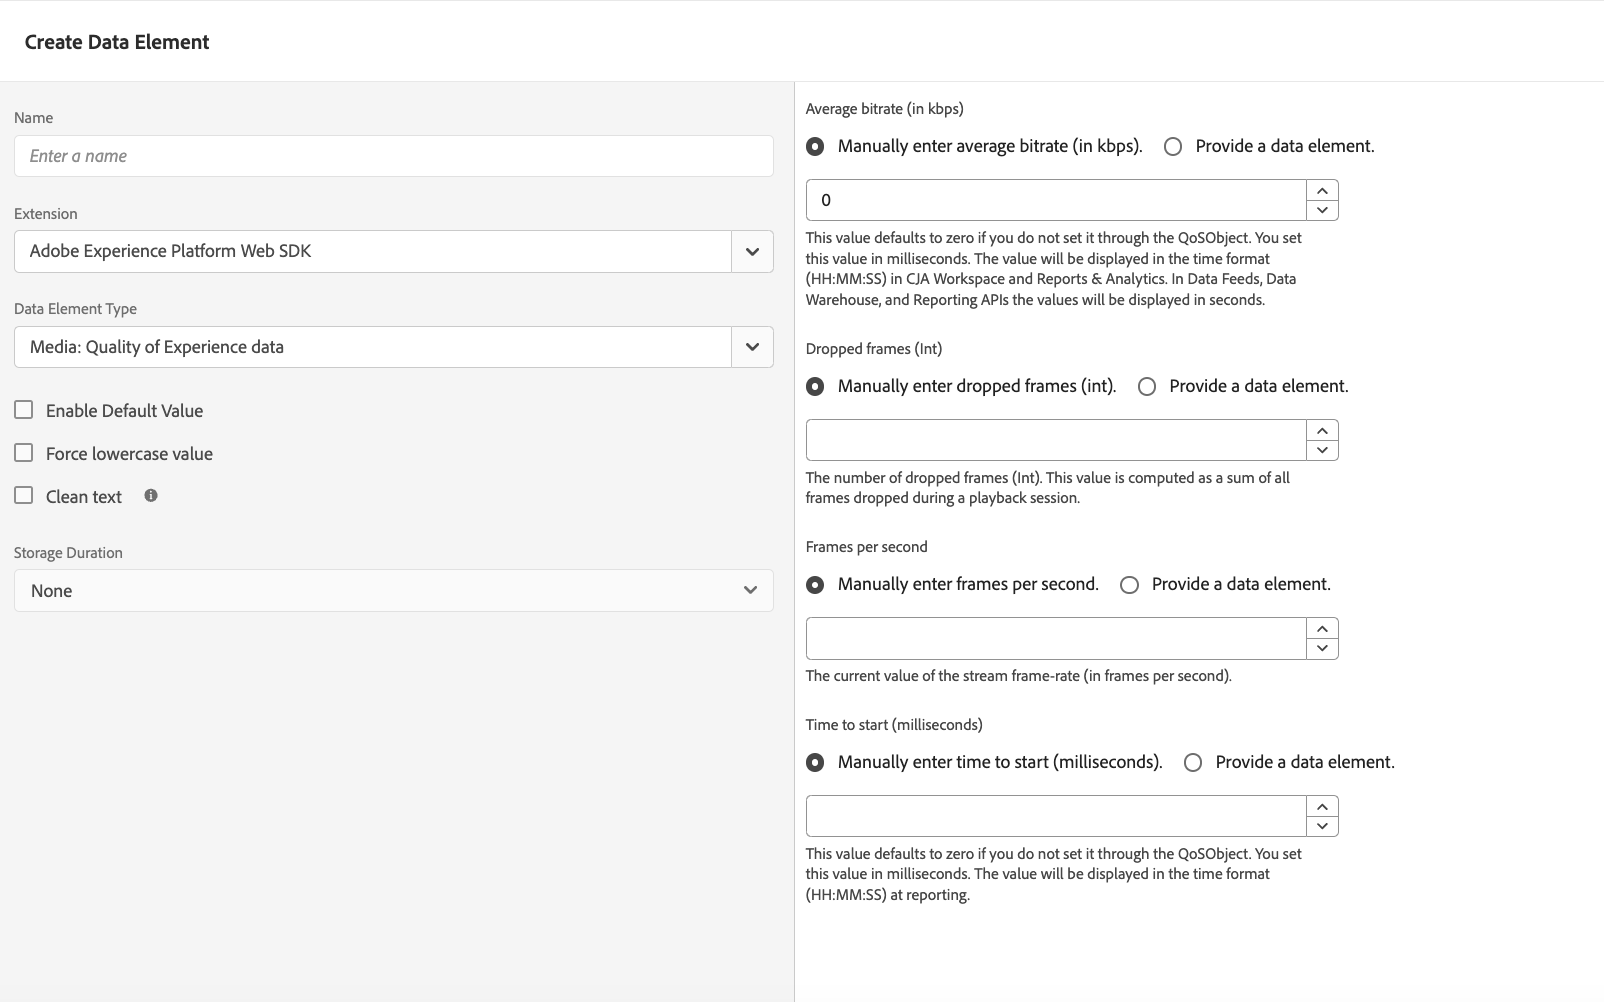 Create Data Element
Name
Enter a name
Extension
Adobe Experience Platform Web SDK
Data Element Type
Media: Quality of Experience data
Enable Default Value
Force lowercase value
Clean text
Storage Duration
None
Average bitrate (in kbps)
Manually enter average bitrate (in kbps). Provide a data element.
0
This value defaults to zero if you do not set it through the QoSObject. You set
this value in milliseconds. The value will be displayed in the time format
(HH:MM:SS) in CJA Workspace and Reports & Analytics. In Data Feeds, Data
Warehouse, and Reporting APIs the values will be displayed in seconds.
Dropped frames (Int)
Manually enter dropped frames (int). Provide a data element.
The number of dropped frames (Int). This value is computed as a sum of all
frames dropped during a playback session.
Frames per second
Manually enter frames per second. Provide a data element.
The current value of the stream frame-rate (in frames per second).
Time to start (milliseconds)
Manually enter time to start (milliseconds). Provide a data element.
This value defaults to zero if you do not set it through the QoSObject. You set
this value in milliseconds. The value will be displayed in the time format
(HH:MM:SS) at reporting.